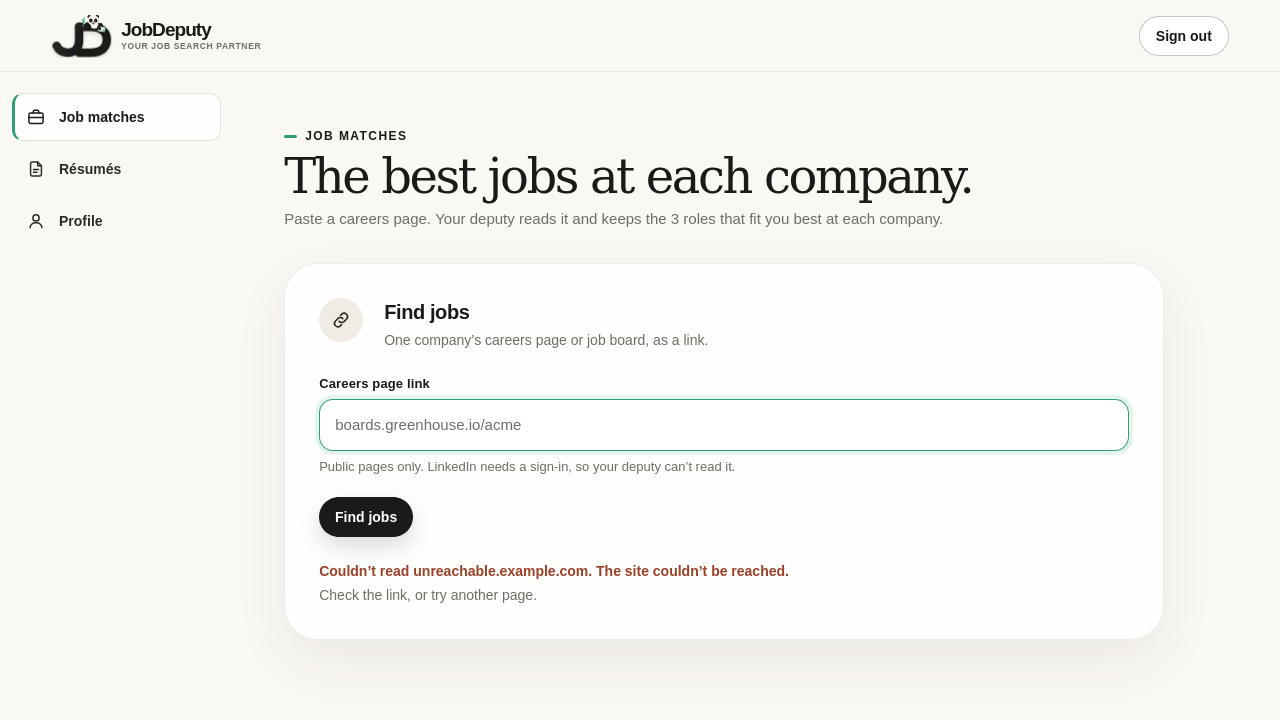 JobDeputy
YOUR JOB SEARCH PARTNER
Sign out
Job matches
Résumés
Profile
JOB MATCHES
The best jobs at each company.
Paste a careers page. Your deputy reads it and keeps the 3 roles that fit you best at each company.
Find jobs
One company’s careers page or job board, as a link.
Careers page link
boards.greenhouse.io/acme
Public pages only. LinkedIn needs a sign-in, so your deputy can’t read it.
Find jobs
Couldn’t read unreachable.example.com. The site couldn’t be reached.
Check the link, or try another page.